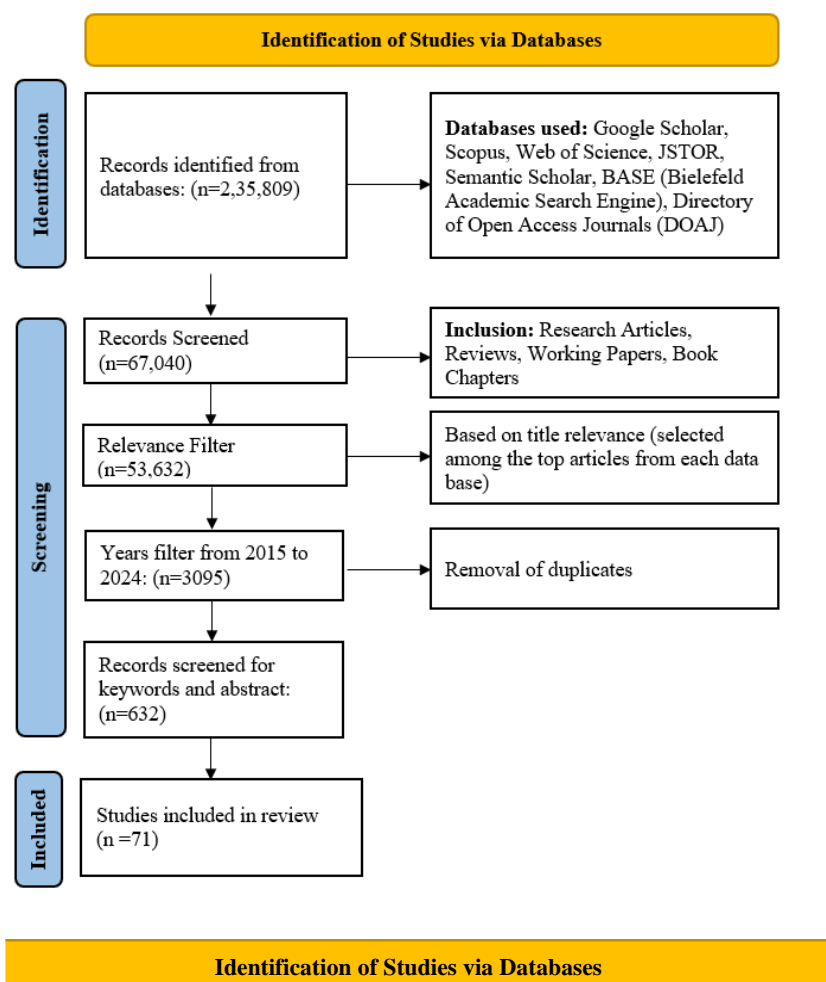 Identification of Studies via Databases
Identification
Records identified from
databases: (n=2,35,809)
Databases used: Google Scholar,
Scopus, Web of Science, JSTOR,
Semantic Scholar, BASE (Bielefeld
Academic Search Engine), Directory
of Open Access Journals (DOAJ)
Screening
Records Screened
(n=67,040)
Inclusion: Research Articles,
Reviews, Working Papers, Book
Chapters
Relevance Filter
(n=53,632)
Based on title relevance (selected
among the top articles from each data
base)
Years filter from 2015 to
2024: (n=3095)
Removal of duplicates
Records screened for
keywords and abstract:
(n=632)
Included
Studies included in review
(n =71)
Identification of Studies via Databases